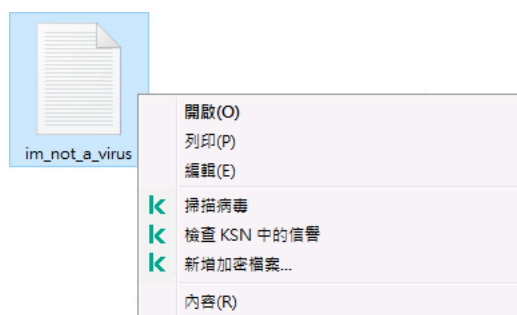 im_not_a_virus
開啟(O)
列印(P)
編輯(E)
掃描病毒
檢查 KSN 中的信譽
新增加密檔案...
內容(R)